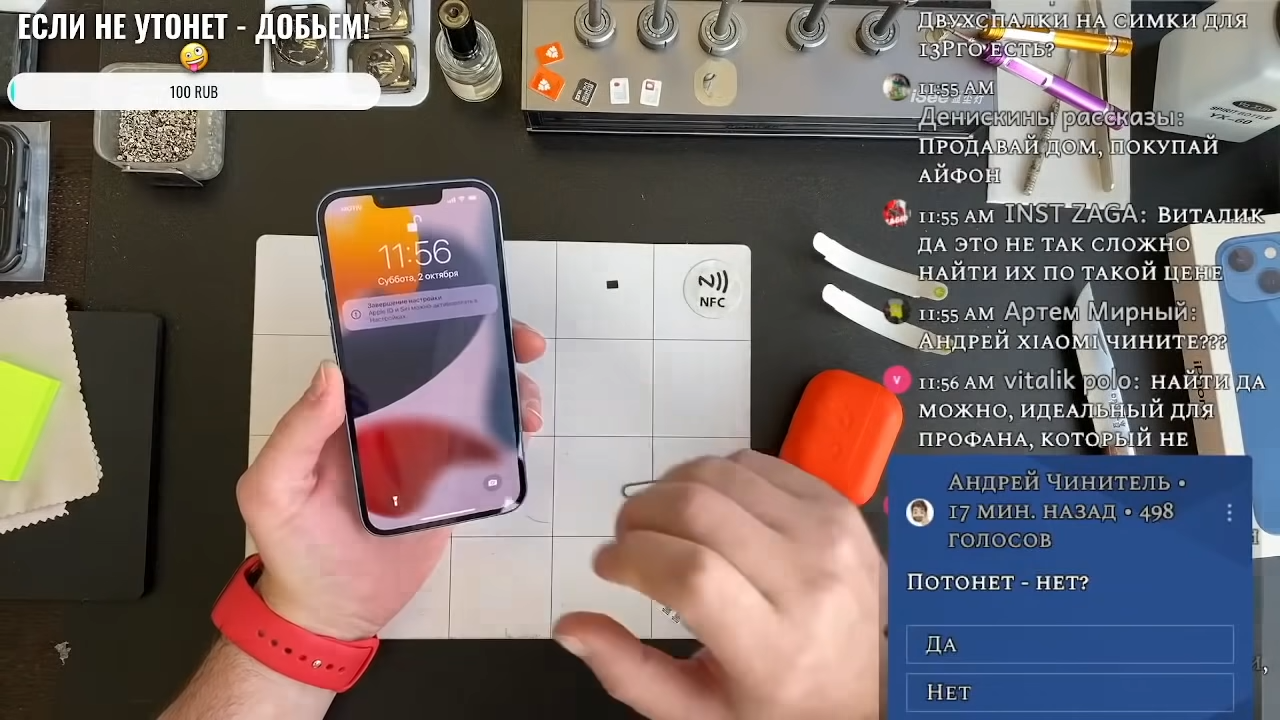 ЕСЛИ НЕ УТОНЕТ - ДОБЬЕМ!
100 RUB
11:56
Суббота, 2 октября
Завершение настройки
NFC
iSee
YX-66
ДВУХСПАЛКИ НА СИМКИ ДЛЯ
13РГО ЕСТЬ?
11:55 AM
Денискины рассказы:
ПРОДАВАЙ ДОМ, ПОКУПАЙ
АЙФОН
11:55 AM INST ZAGA: ВИТАЛИК
ДА ЭТО НЕ ТАК СЛОЖНО
НАЙТИ ИХ ПО ТАКОЙ ЦЕНЕ
11:55 AM Артем Мирный:
АНДРЕЙ XIAOMI ЧИНИТЕ???
V
11:56 AM vitalik polo: НАЙТИ ДА
МОЖНО, ИДЕАЛЬНЫЙ ДЛЯ
ПРОФАНА, КОТОРЫЙ НЕ
АНДРЕЙ ЧИНИТЕЛЬ •
17 МИН. НАЗАД • 498
ГОЛОСОВ
ПОТОНЕТ - НЕТ?
ДА
НЕТ